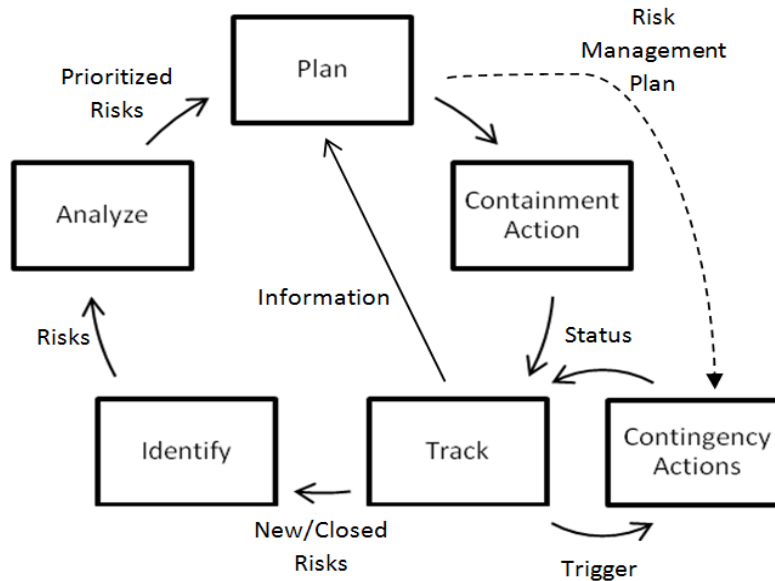 Risk
Management
Plan
Plan
Prioritized
Risks
Analyze
Containment
Action
Information
Risks
Status
Identify
Track
Contingency
Actions
New/Closed
Risks
Trigger